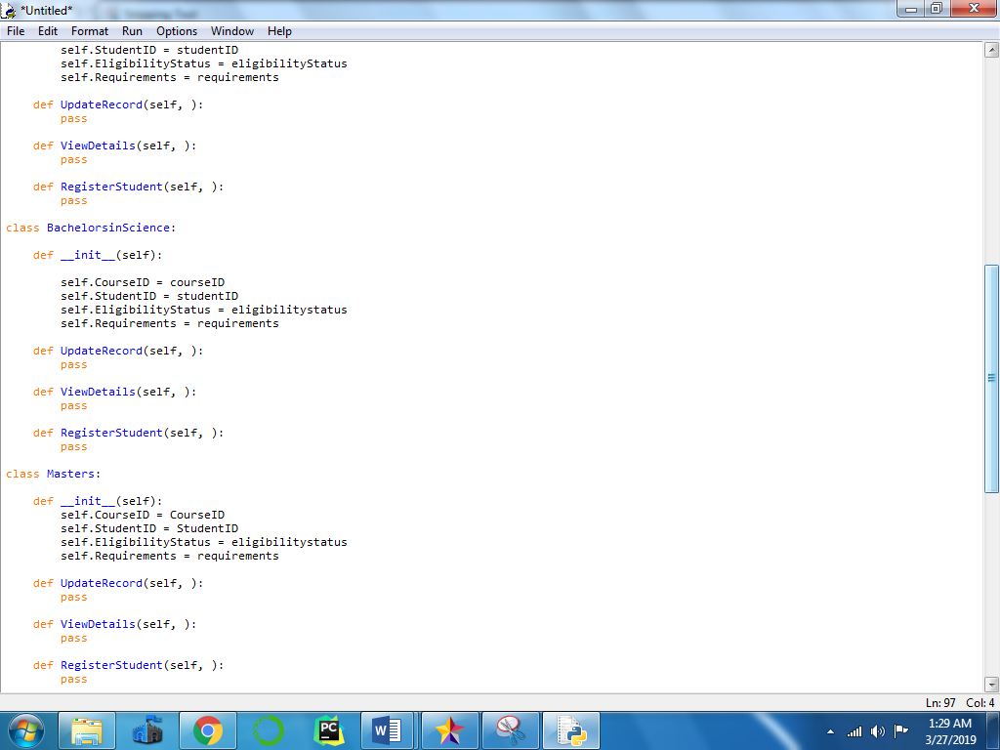 *Untitled*
File Edit Format Run Options Window Help
        self.StudentID = studentID
        self.EligibilityStatus = eligibilityStatus
        self.Requirements = requirements
    def UpdateRecord(self, ):
        pass
    def ViewDetails(self, ):
        pass
    def RegisterStudent(self, ):
        pass
class BachelorsinScience:
    def __init__(self):
        self.CourseID = courseID
        self.StudentID = studentID
        self.EligibilityStatus = eligibilitystatus
        self.Requirements = requirements
    def UpdateRecord(self, ):
        pass
    def ViewDetails(self, ):
        pass
    def RegisterStudent(self, ):
        pass
class Masters:
    def __init__(self):
        self.CourseID = CourseID
        self.StudentID = StudentID
        self.EligibilityStatus = eligibilitystatus
        self.Requirements = requirements
    def UpdateRecord(self, ):
        pass
    def ViewDetails(self, ):
        pass
    def RegisterStudent(self, ):
        pass
Ln: 97 Col: 4
PC
W
1:29 AM
3/27/2019